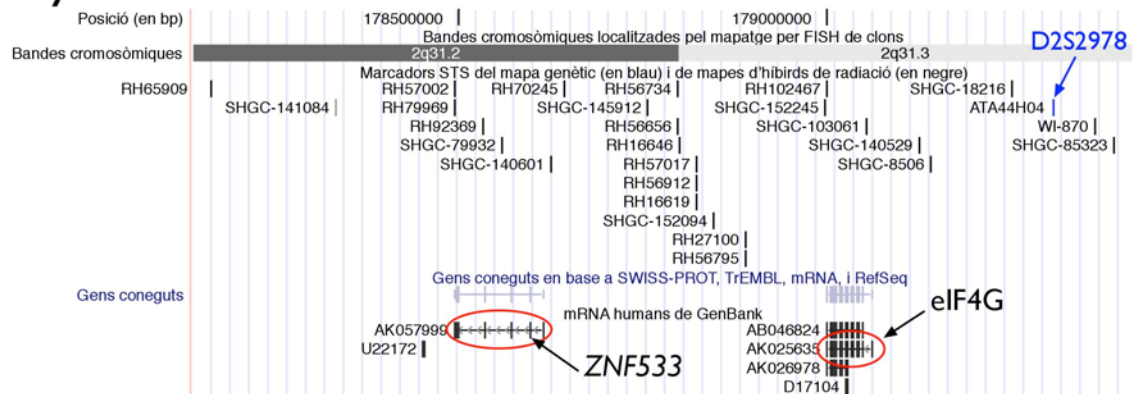 Posició (en bp) 178500000 179000000
Bandes cromosòmiques localitzades pel mapatge per FISH de clons
D2S2978
Bandes cromosòmiques 2q31.2 2q31.3
Marcadors STS del mapa genètic (en blau) i de mapes d'híbrids de radiació (en negre)
RH65909 RH57002 RH70245 RH56734 RH102467 SHGC-18216
SHGC-141084 RH79969 SHGC-145912 SHGC-152245 ATA44H04
RH92369 RH56656 SHGC-103061 WI-870
SHGC-79932 RH16646 SHGC-140529 SHGC-85323
SHGC-140601 RH57017 SHGC-8506
RH56912
RH16619
SHGC-152094
RH27100
RH56795
Gens coneguts en base a SWISS-PROT, TrEMBL, mRNA, i RefSeq
Gens coneguts
eIF4G
mRNA humans de GenBank
AK057999 AB046824
U22172 AK025635
ZNF533 AK026978
D17104